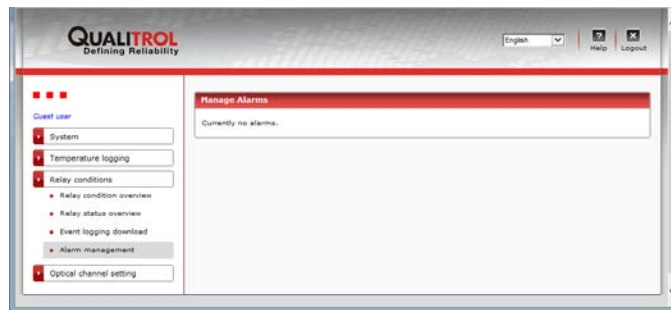 QUALITROL
Defining Reliability
English
Help
Logout
Guest user
Manage Alarms
Currently no alarms.
System
Temperature logging
Relay conditions
Relay condition overview
Relay status overview
Event logging download
Alarm management
Optical channel setting